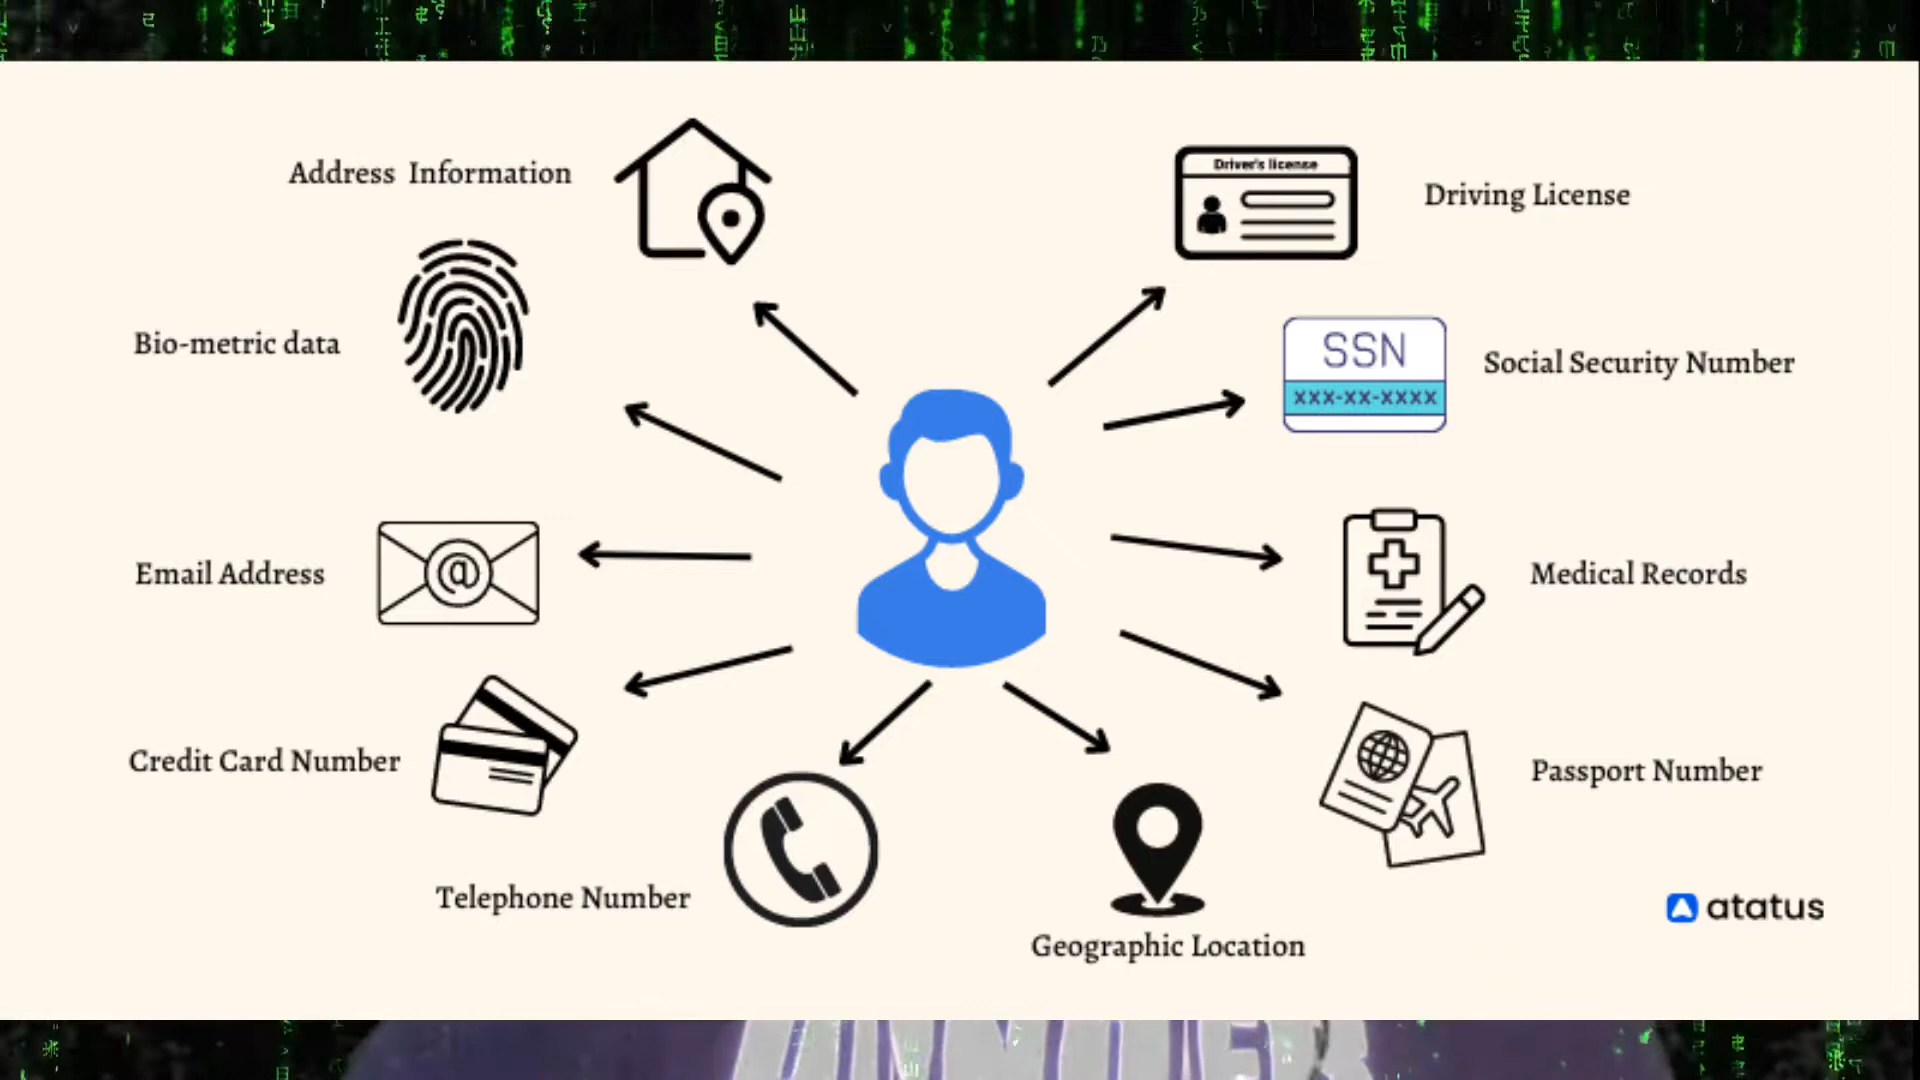 Address Information
Driver's license
Driving License
Bio-metric data
SSN
XXX-XX-XXXX
Social Security Number
Email Address
@
Medical Records
Credit Card Number
Passport Number
Telephone Number
Geographic Location
atatus